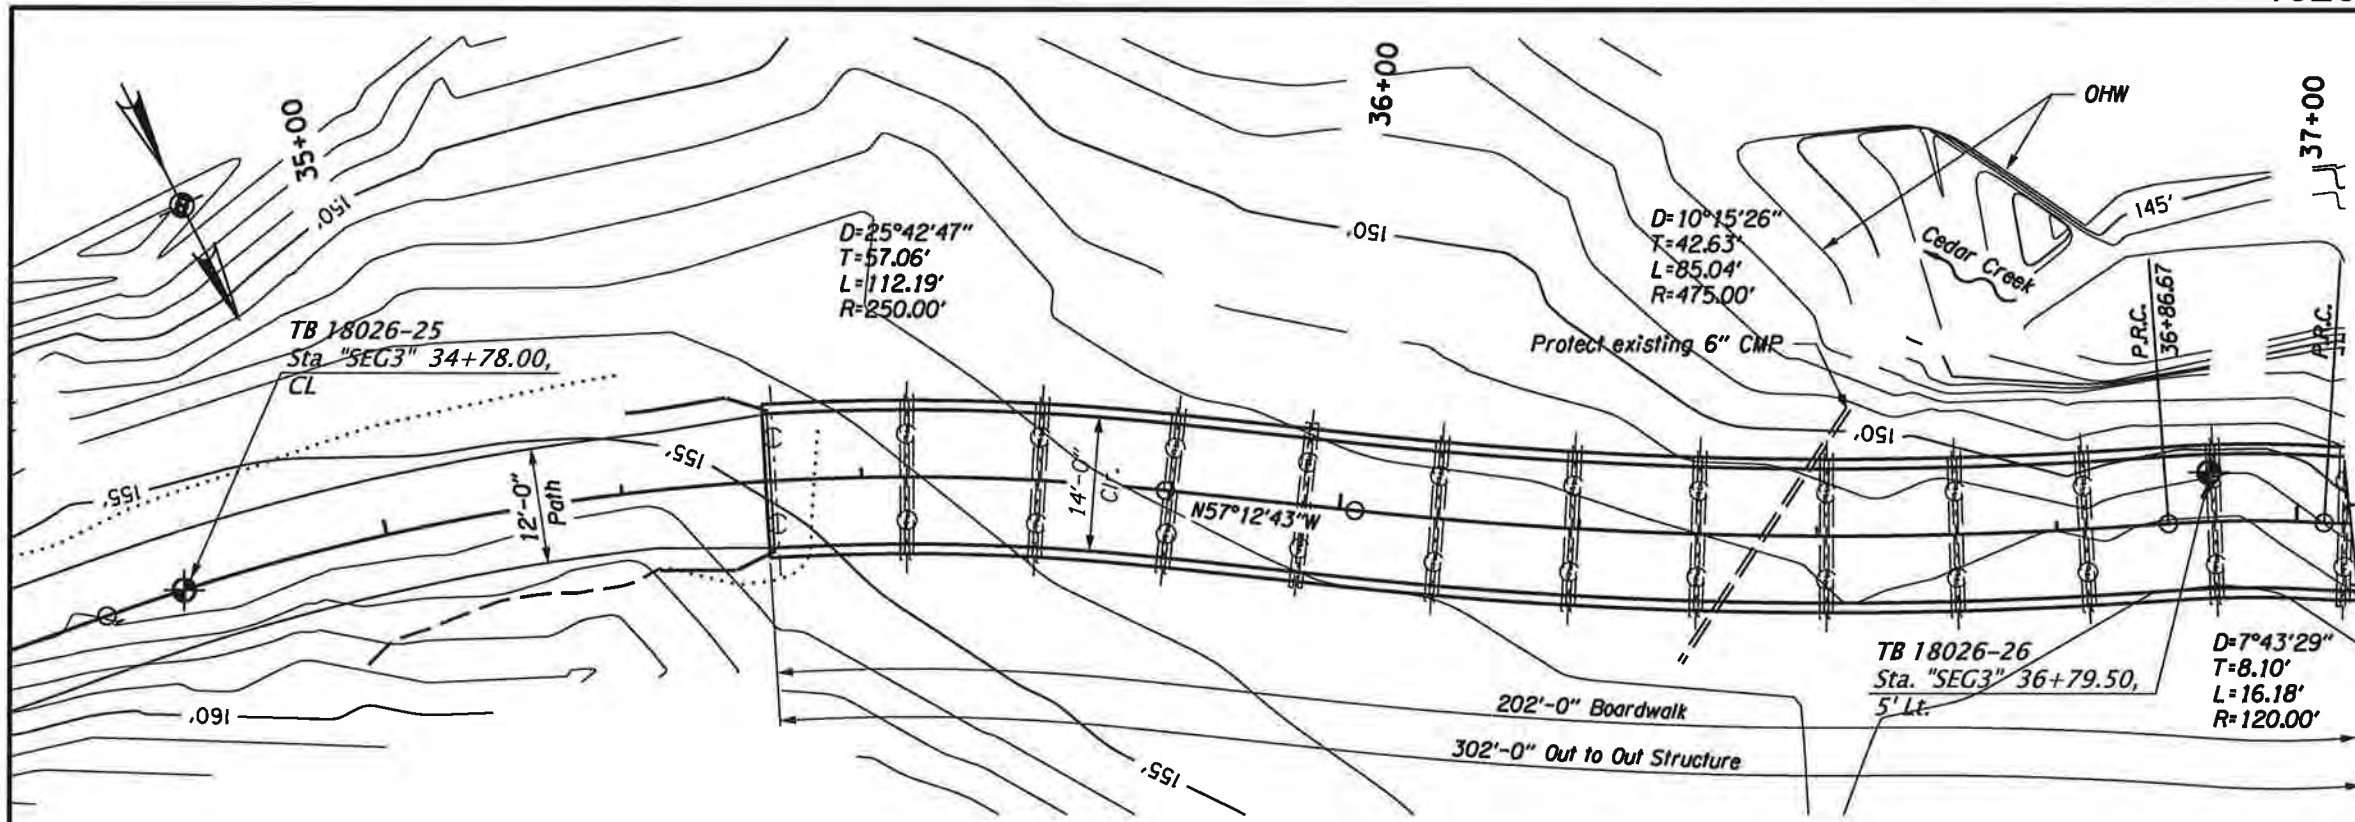 35+00
36+00
37+00
OHW
150'
150'
145'
Cedar Creek
D=25°42'47"
T=57.06'
L=112.19'
R=250.00'
D=10°15'26"
T=42.63'
L=85.04'
R=475.00'
P.R.C.
36+86.67
P.R.C.
TB 18026-25
Sta. "SEG3" 34+78.00,
CL
Protect existing 6" CMP
150'
155'
155'
12'-0"
Path
14'-0"
Clr.
N57°12'43"W
TB 18026-26
Sta. "SEG3" 36+79.50,
5' Lt.
D=7°43'29"
T=8.10'
L=16.18'
R=120.00'
160'
202'-0" Boardwalk
302'-0" Out to Out Structure
155'